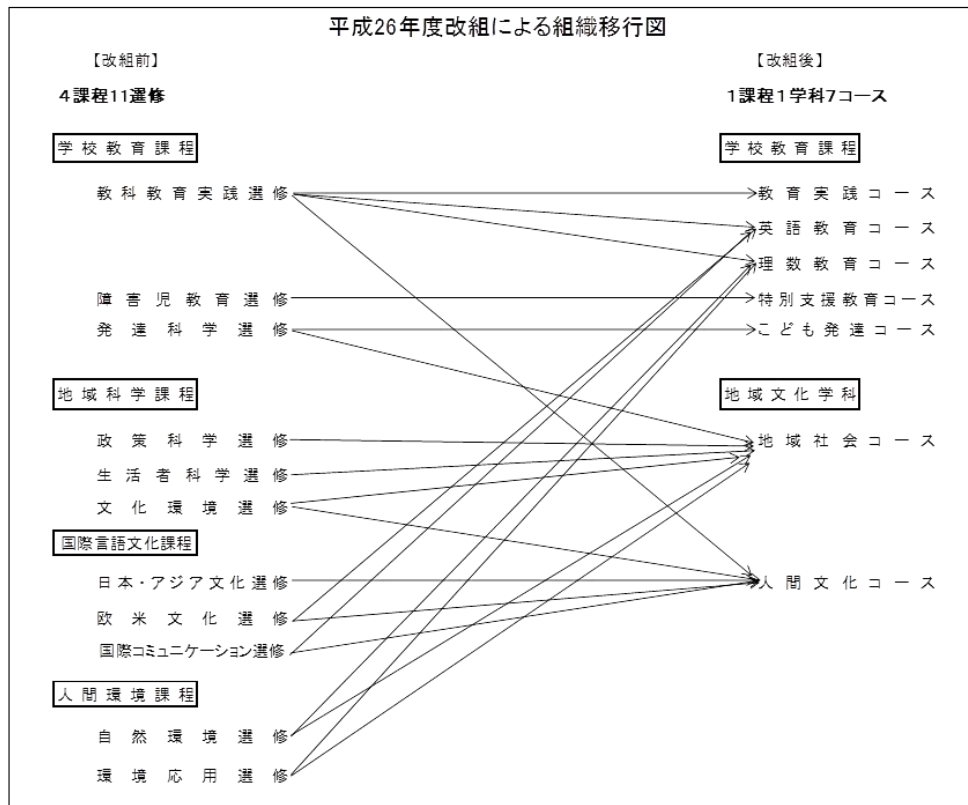 平成26年度改組による組織移行図
【改組前】
4課程11選修
学校教育課程
教科教育実践選修
障害児教育選修
発達科学選修
地域科学課程
政策科学選修
生活者科学選修
文化環境選修
国際言語文化課程
日本・アジア文化選修
欧米文化選修
国際コミュニケーション選修
人間環境課程
自然環境選修
環境応用選修
【改組後】
1課程1学科7コース
学校教育課程
教育実践コース
英語教育コース
理数教育コース
特別支援教育コース
こども発達コース
地域文化学科
地域社会コース
人間文化コース